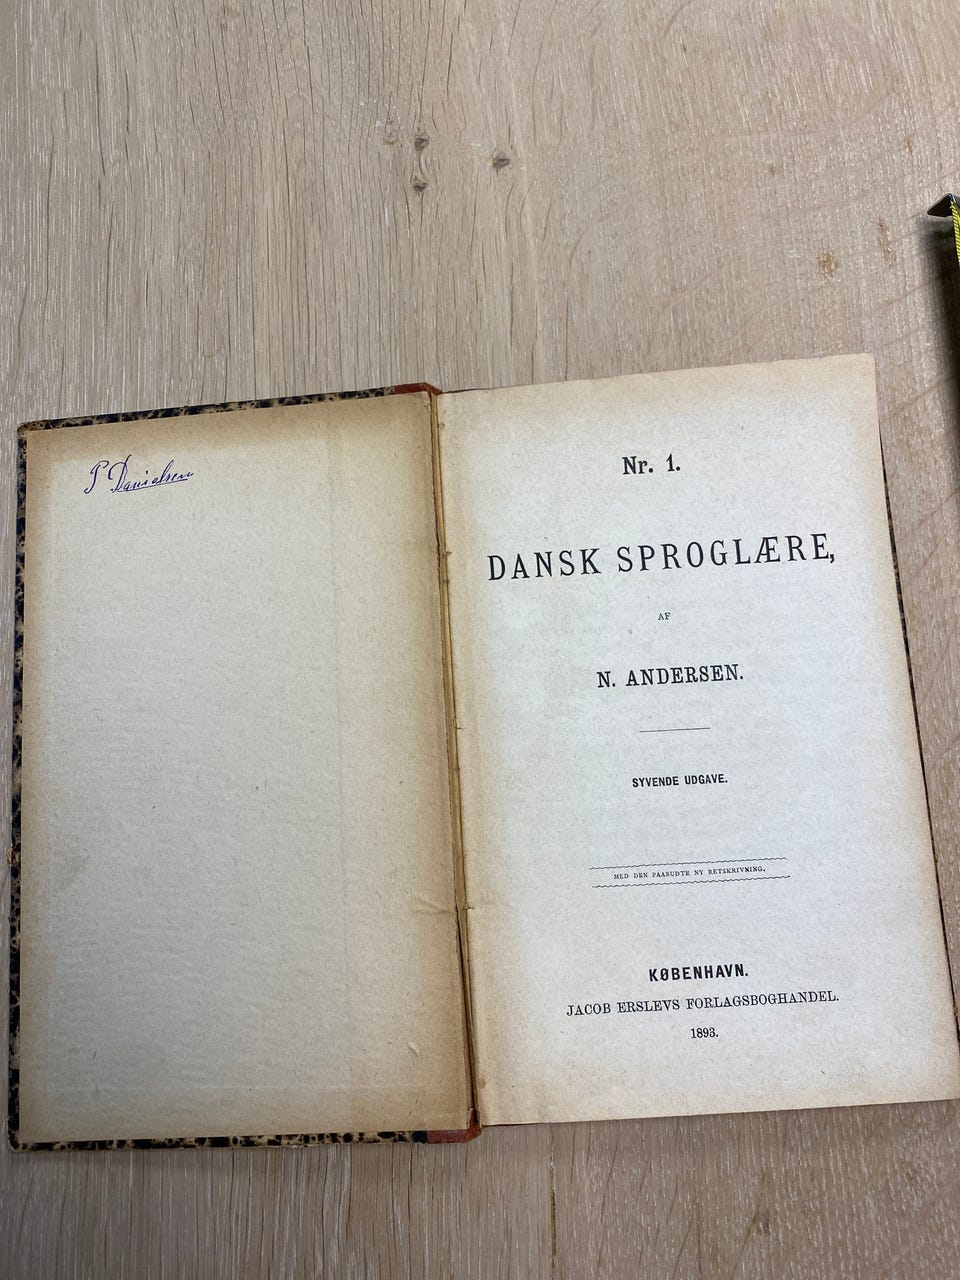 P Danielsen
Nr. 1.
DANSK SPROGLÆRE,
AF
N. ANDERSEN.
SYVENDE UDGAVE.
MED DEN PAABUDTE NY RETSKRIVNING.
KØBENHAVN.
JACOB ERSLEVS FORLAGSBOGHANDEL.
1893.